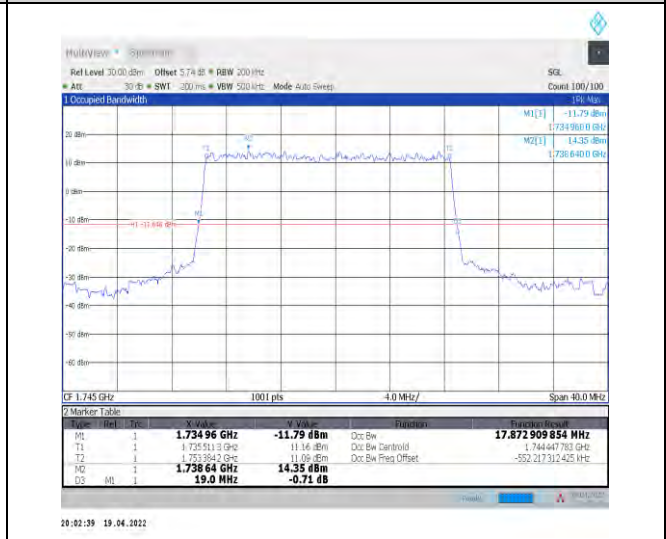 MultiView Spectrum
Ref Level 30.00 dBm Offset 5.74 dB RBW 200 kHz SGL
Att 30 dB SWT 200 ms VBW 500 kHz Mode Auto Sweep Count 100/100
1 Occupied Bandwidth 1Pk Max
M1[1] -11.79 dBm
1.734 960 0 GHz
M2[1] 14.35 dBm
1.738 640 0 GHz
20 dBm
M2
T1 T2
10 dBm
0 dBm
-10 dBm
M1
-20 dBm
-30 dBm
-40 dBm
-50 dBm
-60 dBm
CF 1.745 GHz 1001 pts 4.0 MHz/ Span 40.0 MHz
2 Marker Table
Type Ref Trc X-Value Y-Value Function Function Result
M1 1 1.734 96 GHz -11.79 dBm Occ Bw 17.872 909 854 MHz
T1 1 1.735 511 3 GHz 11.16 dBm Occ Bw Centroid 1.744 447 783 GHz
T2 1 1.753 384 2 GHz 11.09 dBm Occ Bw Freq Offset -552.217 312 425 kHz
M2 1 1.738 64 GHz 14.35 dBm
D3 M1 1 19.0 MHz -0.71 dB
20:02:39 19.04.2022